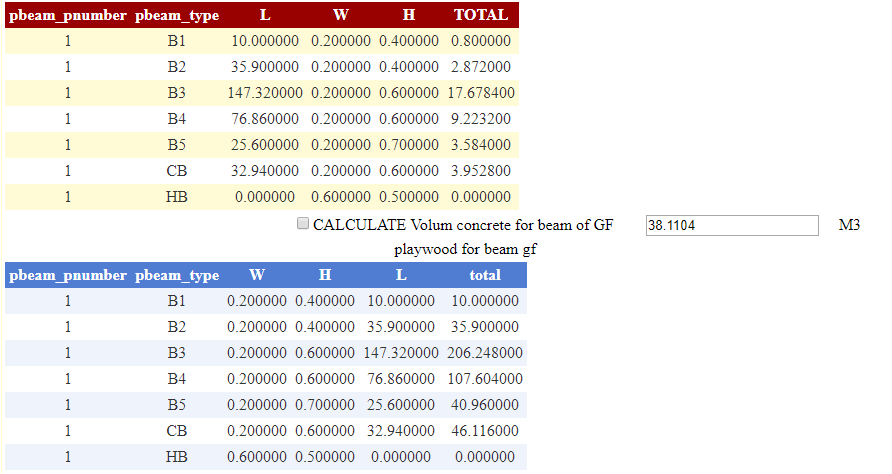 pbeam_pnumber pbeam_type L W H TOTAL
1 B1 10.000000 0.200000 0.400000 0.800000
1 B2 35.900000 0.200000 0.400000 2.872000
1 B3 147.320000 0.200000 0.600000 17.678400
1 B4 76.860000 0.200000 0.600000 9.223200
1 B5 25.600000 0.200000 0.700000 3.584000
1 CB 32.940000 0.200000 0.600000 3.952800
1 HB 0.000000 0.600000 0.500000 0.000000
CALCULATE Volum concrete for beam of GF 38.1104 M3
playwood for beam gf
pbeam_pnumber pbeam_type W H L total
1 B1 0.200000 0.400000 10.000000 10.000000
1 B2 0.200000 0.400000 35.900000 35.900000
1 B3 0.200000 0.600000 147.320000 206.248000
1 B4 0.200000 0.600000 76.860000 107.604000
1 B5 0.200000 0.700000 25.600000 40.960000
1 CB 0.200000 0.600000 32.940000 46.116000
1 HB 0.600000 0.500000 0.000000 0.000000